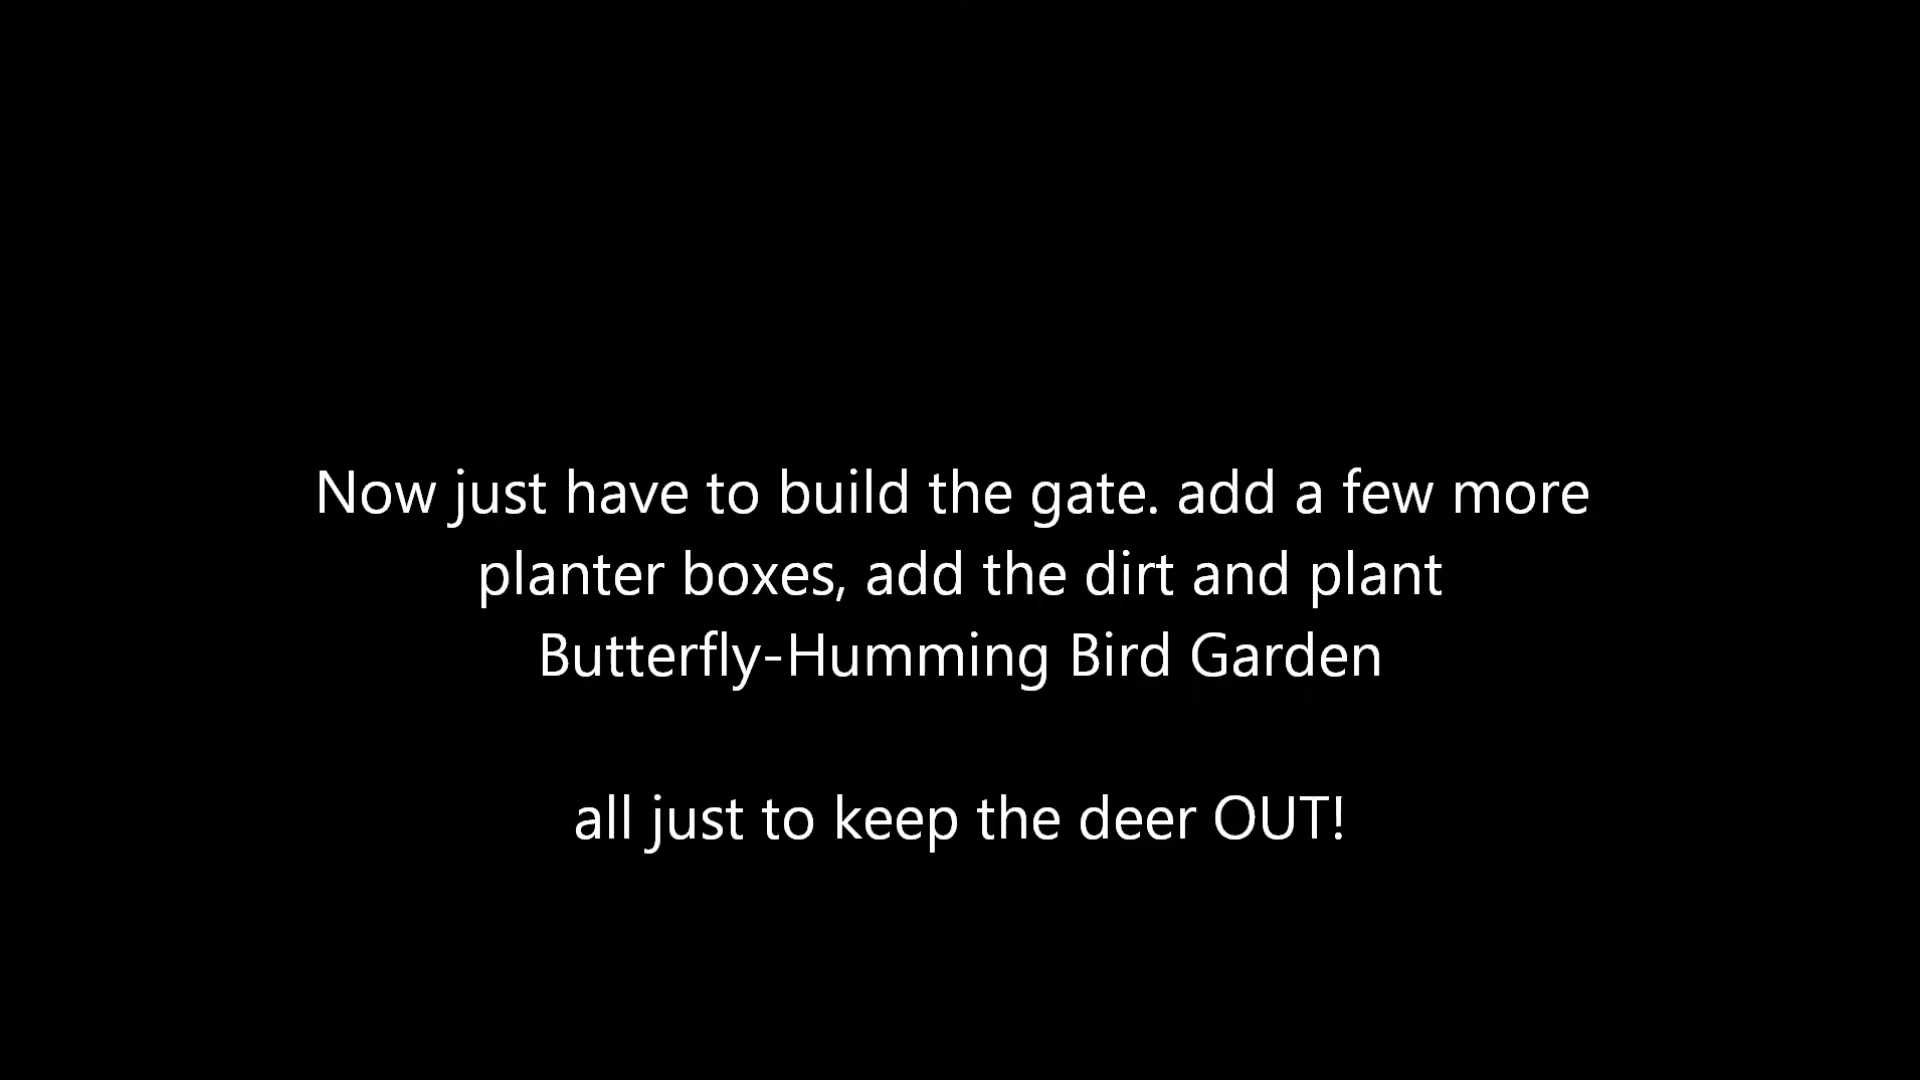 Now just have to build the gate. add a few more
planter boxes, add the dirt and plant
Butterfly-Humming Bird Garden
all just to keep the deer OUT!